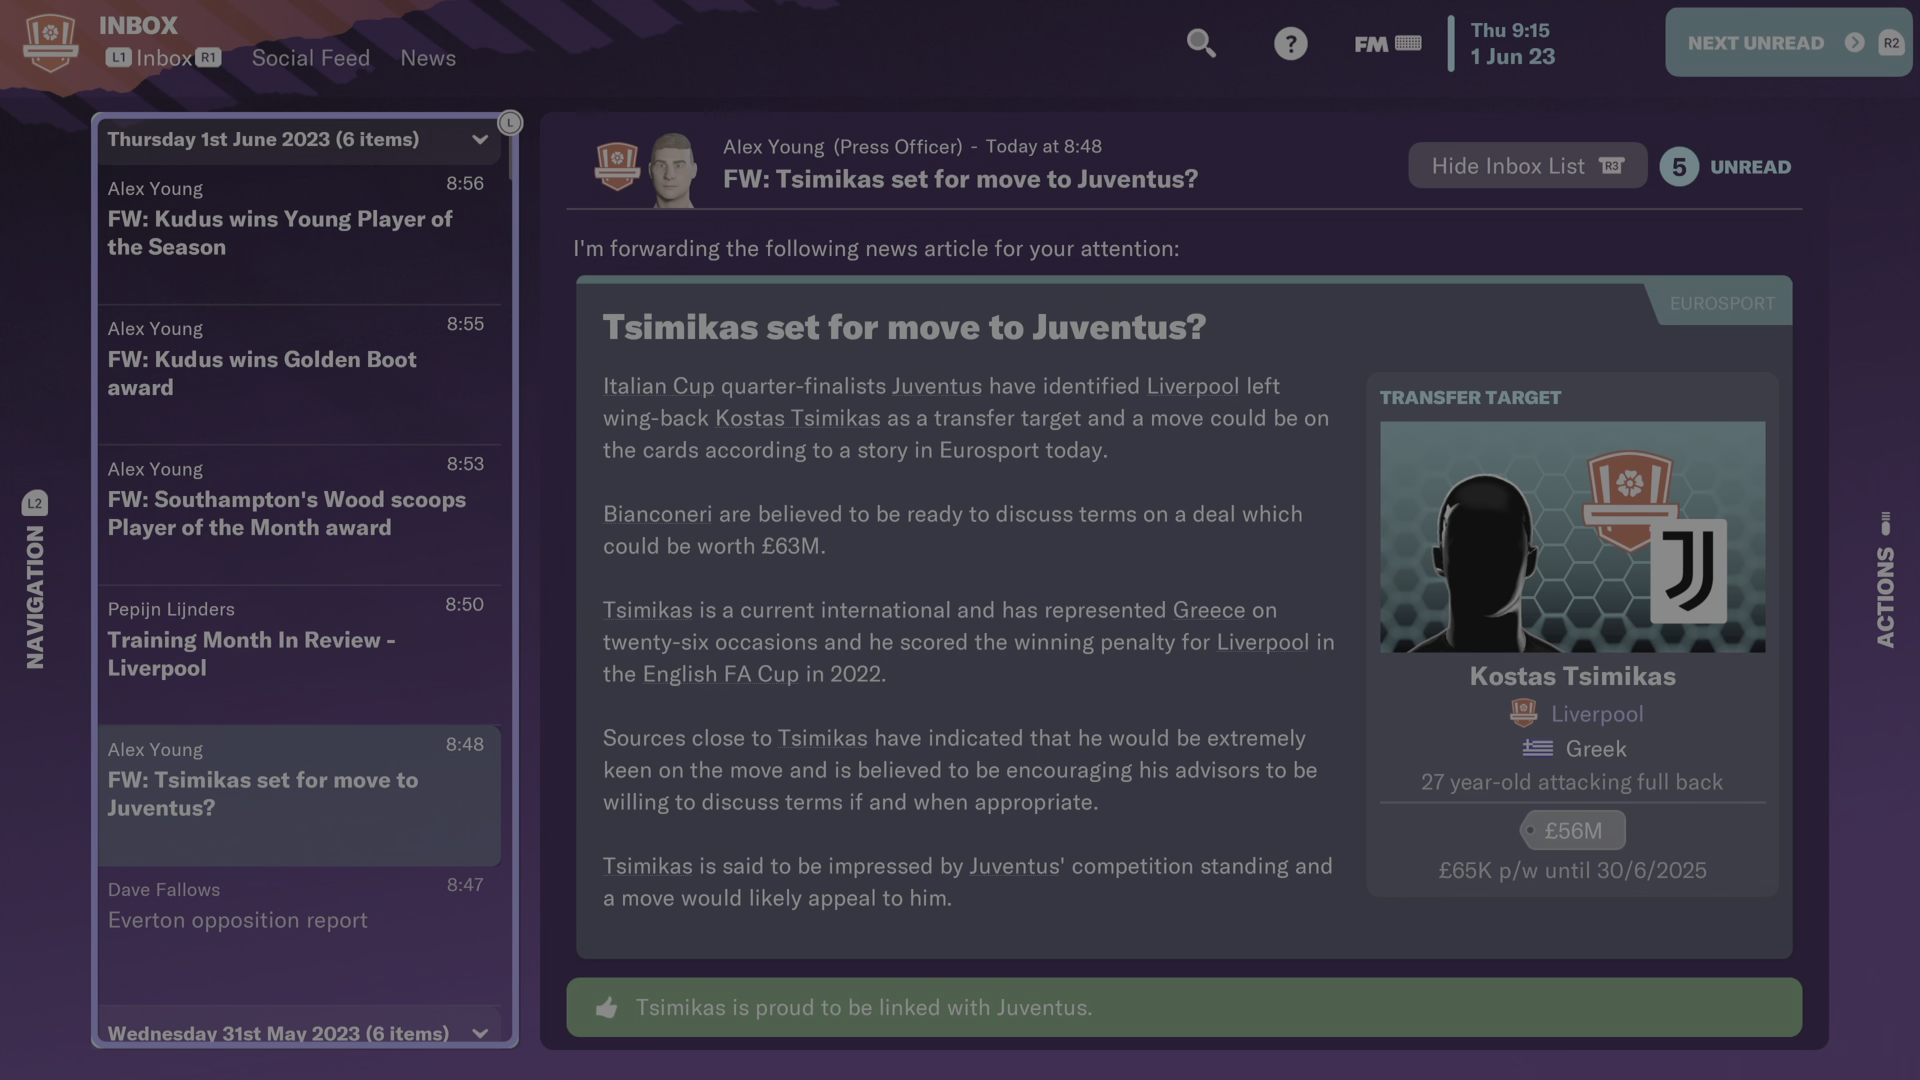 INBOX
L1 Inbox R1 Social Feed News
?
FM
Thu 9:15
1 Jun 23
NEXT UNREAD R2
L2
NAVIGATION
L
Thursday 1st June 2023 (6 items)
Alex Young 8:56
FW: Kudus wins Young Player of
the Season
Alex Young 8:55
FW: Kudus wins Golden Boot
award
Alex Young 8:53
FW: Southampton's Wood scoops
Player of the Month award
Pepijn Lijnders 8:50
Training Month In Review -
Liverpool
Alex Young 8:48
FW: Tsimikas set for move to
Juventus?
Dave Fallows 8:47
Everton opposition report
Wednesday 31st May 2023 (6 items)
Alex Young (Press Officer) - Today at 8:48
FW: Tsimikas set for move to Juventus?
Hide Inbox List R3
5 UNREAD
I'm forwarding the following news article for your attention:
EUROSPORT
Tsimikas set for move to Juventus?
Italian Cup quarter-finalists Juventus have identified Liverpool left
wing-back Kostas Tsimikas as a transfer target and a move could be on
the cards according to a story in Eurosport today.
Bianconeri are believed to be ready to discuss terms on a deal which
could be worth £63M.
Tsimikas is a current international and has represented Greece on
twenty-six occasions and he scored the winning penalty for Liverpool in
the English FA Cup in 2022.
Sources close to Tsimikas have indicated that he would be extremely
keen on the move and is believed to be encouraging his advisors to be
willing to discuss terms if and when appropriate.
Tsimikas is said to be impressed by Juventus' competition standing and
a move would likely appeal to him.
TRANSFER TARGET
Kostas Tsimikas
Liverpool
Greek
27 year-old attacking full back
£56M
£65K p/w until 30/6/2025
Tsimikas is proud to be linked with Juventus.
ACTIONS